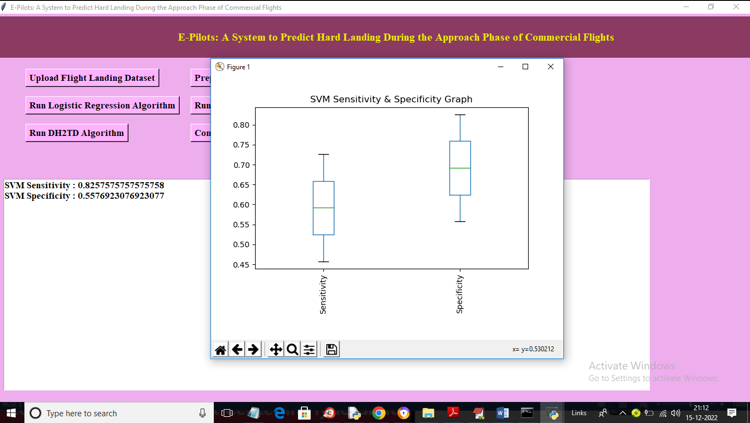 E-Pilots: A System to Predict Hard Landing During the Approach Phase of Commercial Flights
E-Pilots: A System to Predict Hard Landing During the Approach Phase of Commercial Flights
Upload Flight Landing Dataset
Pre
Run Logistic Regression Algorithm
Run
Run DH2TD Algorithm
Con
SVM Sensitivity : 0.8257575757575758
SVM Specificity : 0.5576923076923077
Figure 1
SVM Sensitivity & Specificity Graph
0.80
0.75
0.70
0.65
0.60
0.55
0.50
0.45
Sensitivity
Specificity
x= y=0.530212
Activate Windows
Go to Settings to activate Windows.
Type here to search
Links
21:12
15-12-2022